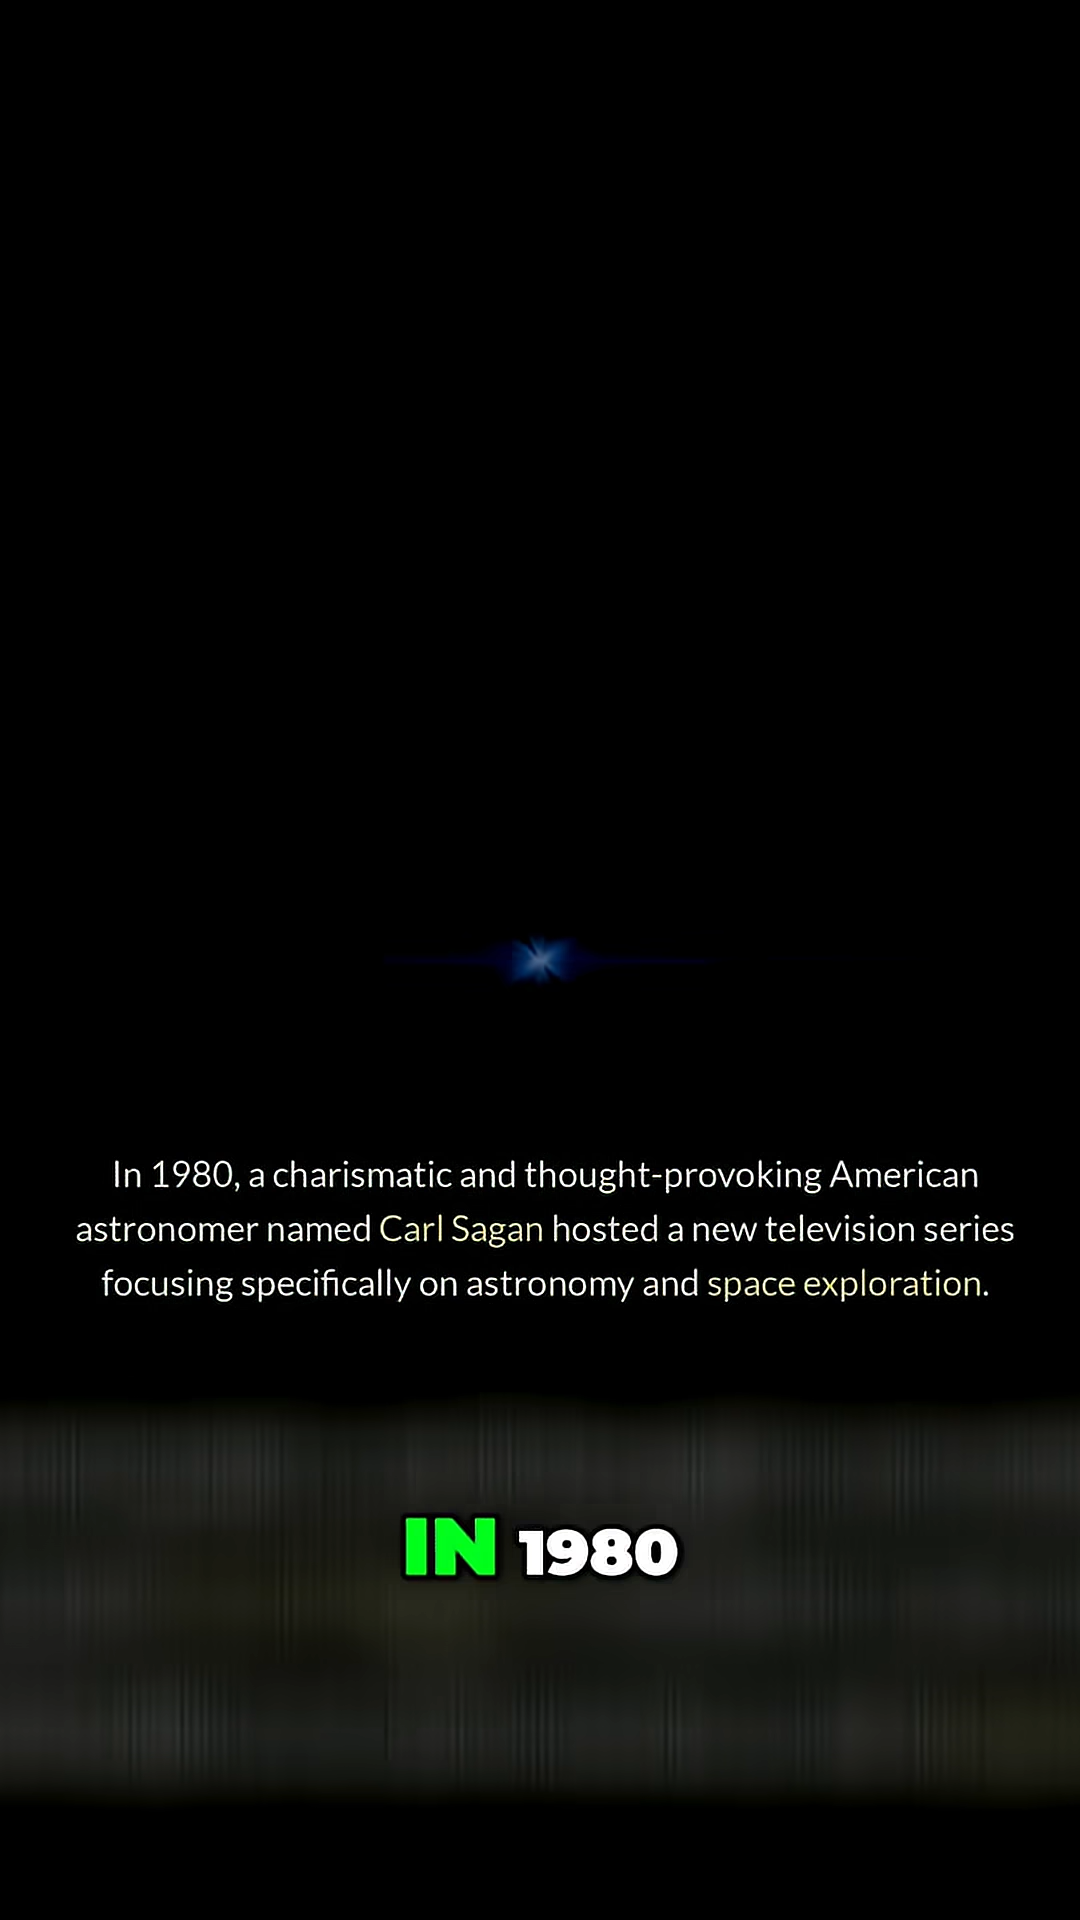 In 1980, a charismatic and thought-provoking American
astronomer named Carl Sagan hosted a new television series
focusing specifically on astronomy and space exploration.
IN 1980